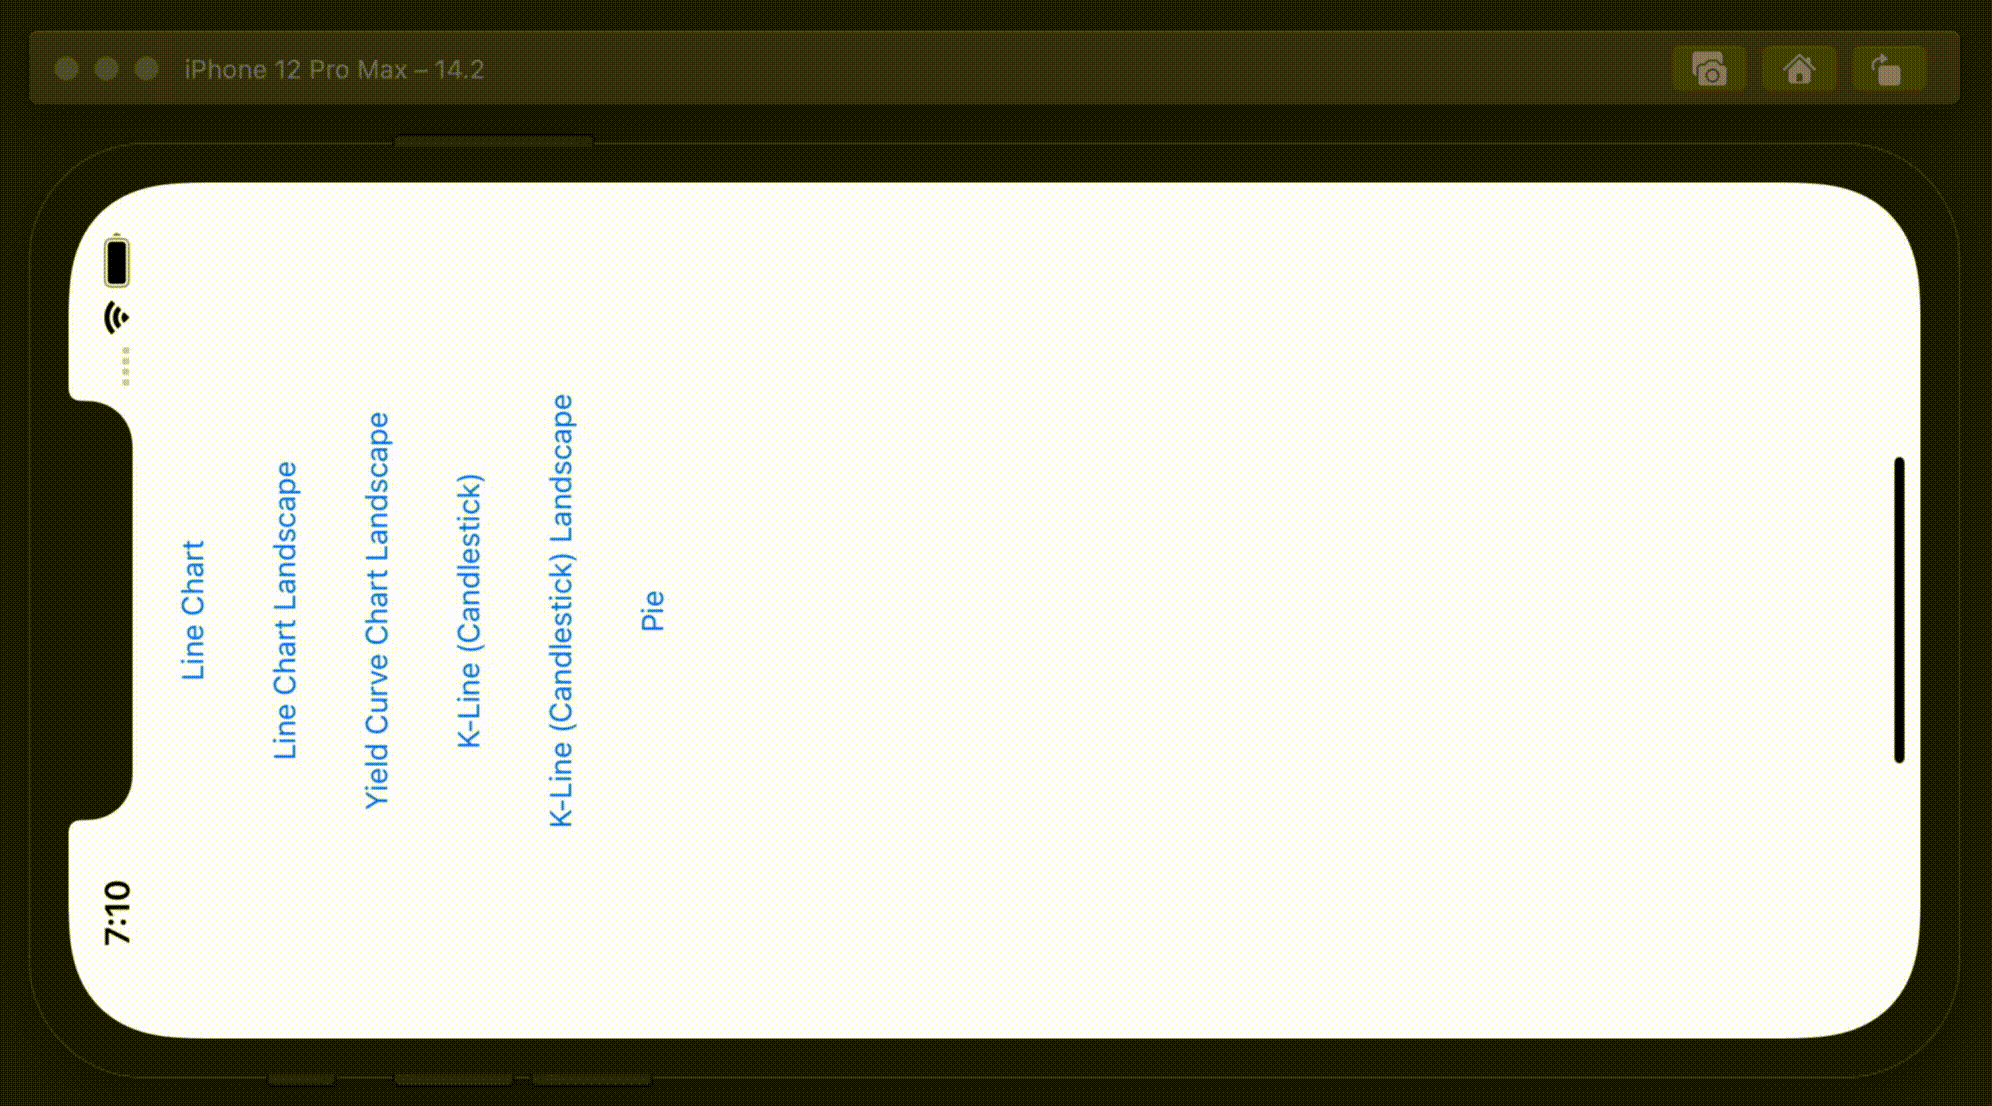 iPhone 12 Pro Max – 14.2
7:10
Line Chart
Line Chart Landscape
Yield Curve Chart Landscape
K-Line (Candlestick)
K-Line (Candlestick) Landscape
Pie